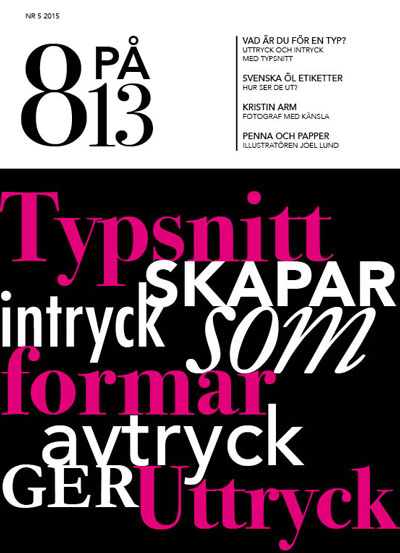 NR 5 2015
8 PÅ 13
VAD ÄR DU FÖR EN TYP?
UTTRYCK OCH INTRYCK
MED TYPSNITT
SVENSKA ÖL ETIKETTER
HUR SER DE UT?
KRISTIN ARM
FOTOGRAF MED KÄNSLA
PENNA OCH PAPPER
ILLUSTRATÖREN JOEL LUND
Typsnitt
SKAPAR
intryck som
formar
avtryck
GER Uttryck